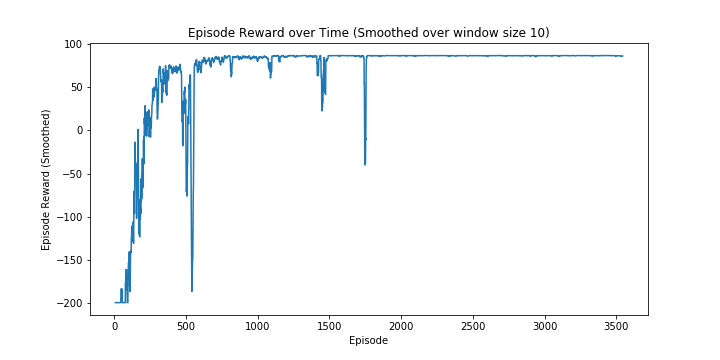 Episode Reward over Time (Smoothed over window size 10)
100
50
0
−50
−100
−150
−200
Episode Reward (Smoothed)
0 500 1000 1500 2000 2500 3000 3500
Episode